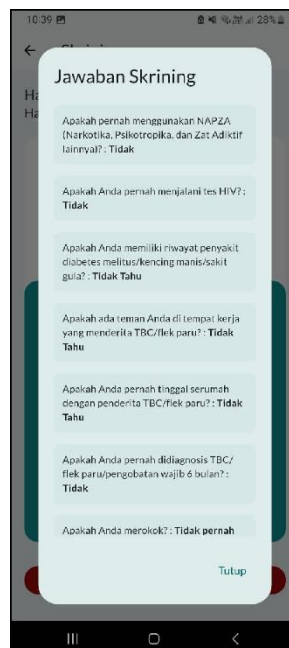 10:39
28%
Jawaban Skrining
Ha
Ha
Apakah pernah menggunakan NAPZA
(Narkotika, Psikotropika, dan Zat Adiktif
lainnya)? : Tidak
Apakah Anda pernah menjalani tes HIV? :
Tidak
Apakah Anda memiliki riwayat penyakit
diabetes melitus/kencing manis/sakit
gula? : Tidak Tahu
Apakah ada teman Anda di tempat kerja
yang menderita TBC/flek paru? : Tidak
Tahu
Apakah Anda pernah tinggal serumah
dengan penderita TBC/flek paru? : Tidak
Tahu
Apakah Anda pernah didiagnosis TBC/
flek paru/pengobatan wajib 6 bulan? :
Tidak
Apakah Anda merokok? : Tidak pernah
Tutup